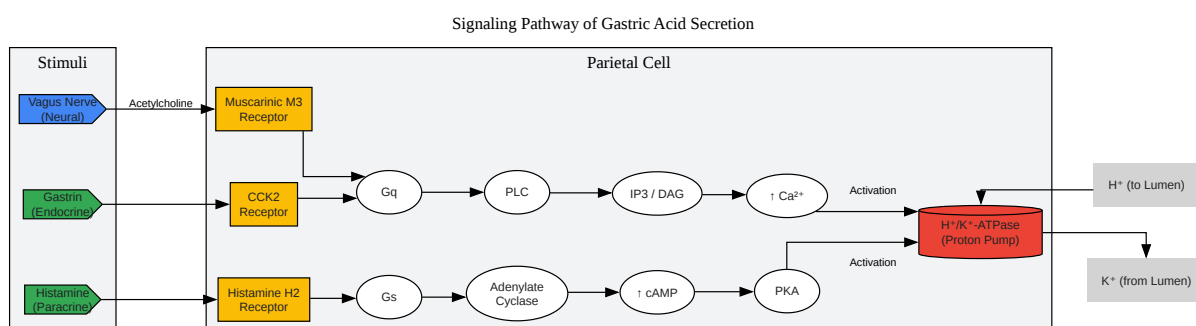 Signaling Pathway of Gastric Acid Secretion
Stimuli
Parietal Cell
Vagus Nerve
(Neural)
Acetylcholine
Muscarinic M3
Receptor
Gastrin
(Endocrine)
CCK2
Receptor
Gq
PLC
IP3 / DAG
↑ Ca²⁺
Activation
H⁺/K⁺-ATPase
(Proton Pump)
H⁺ (to Lumen)
K⁺ (from Lumen)
Histamine
(Paracrine)
Histamine H2
Receptor
Gs
Adenylate
Cyclase
↑ cAMP
PKA
Activation